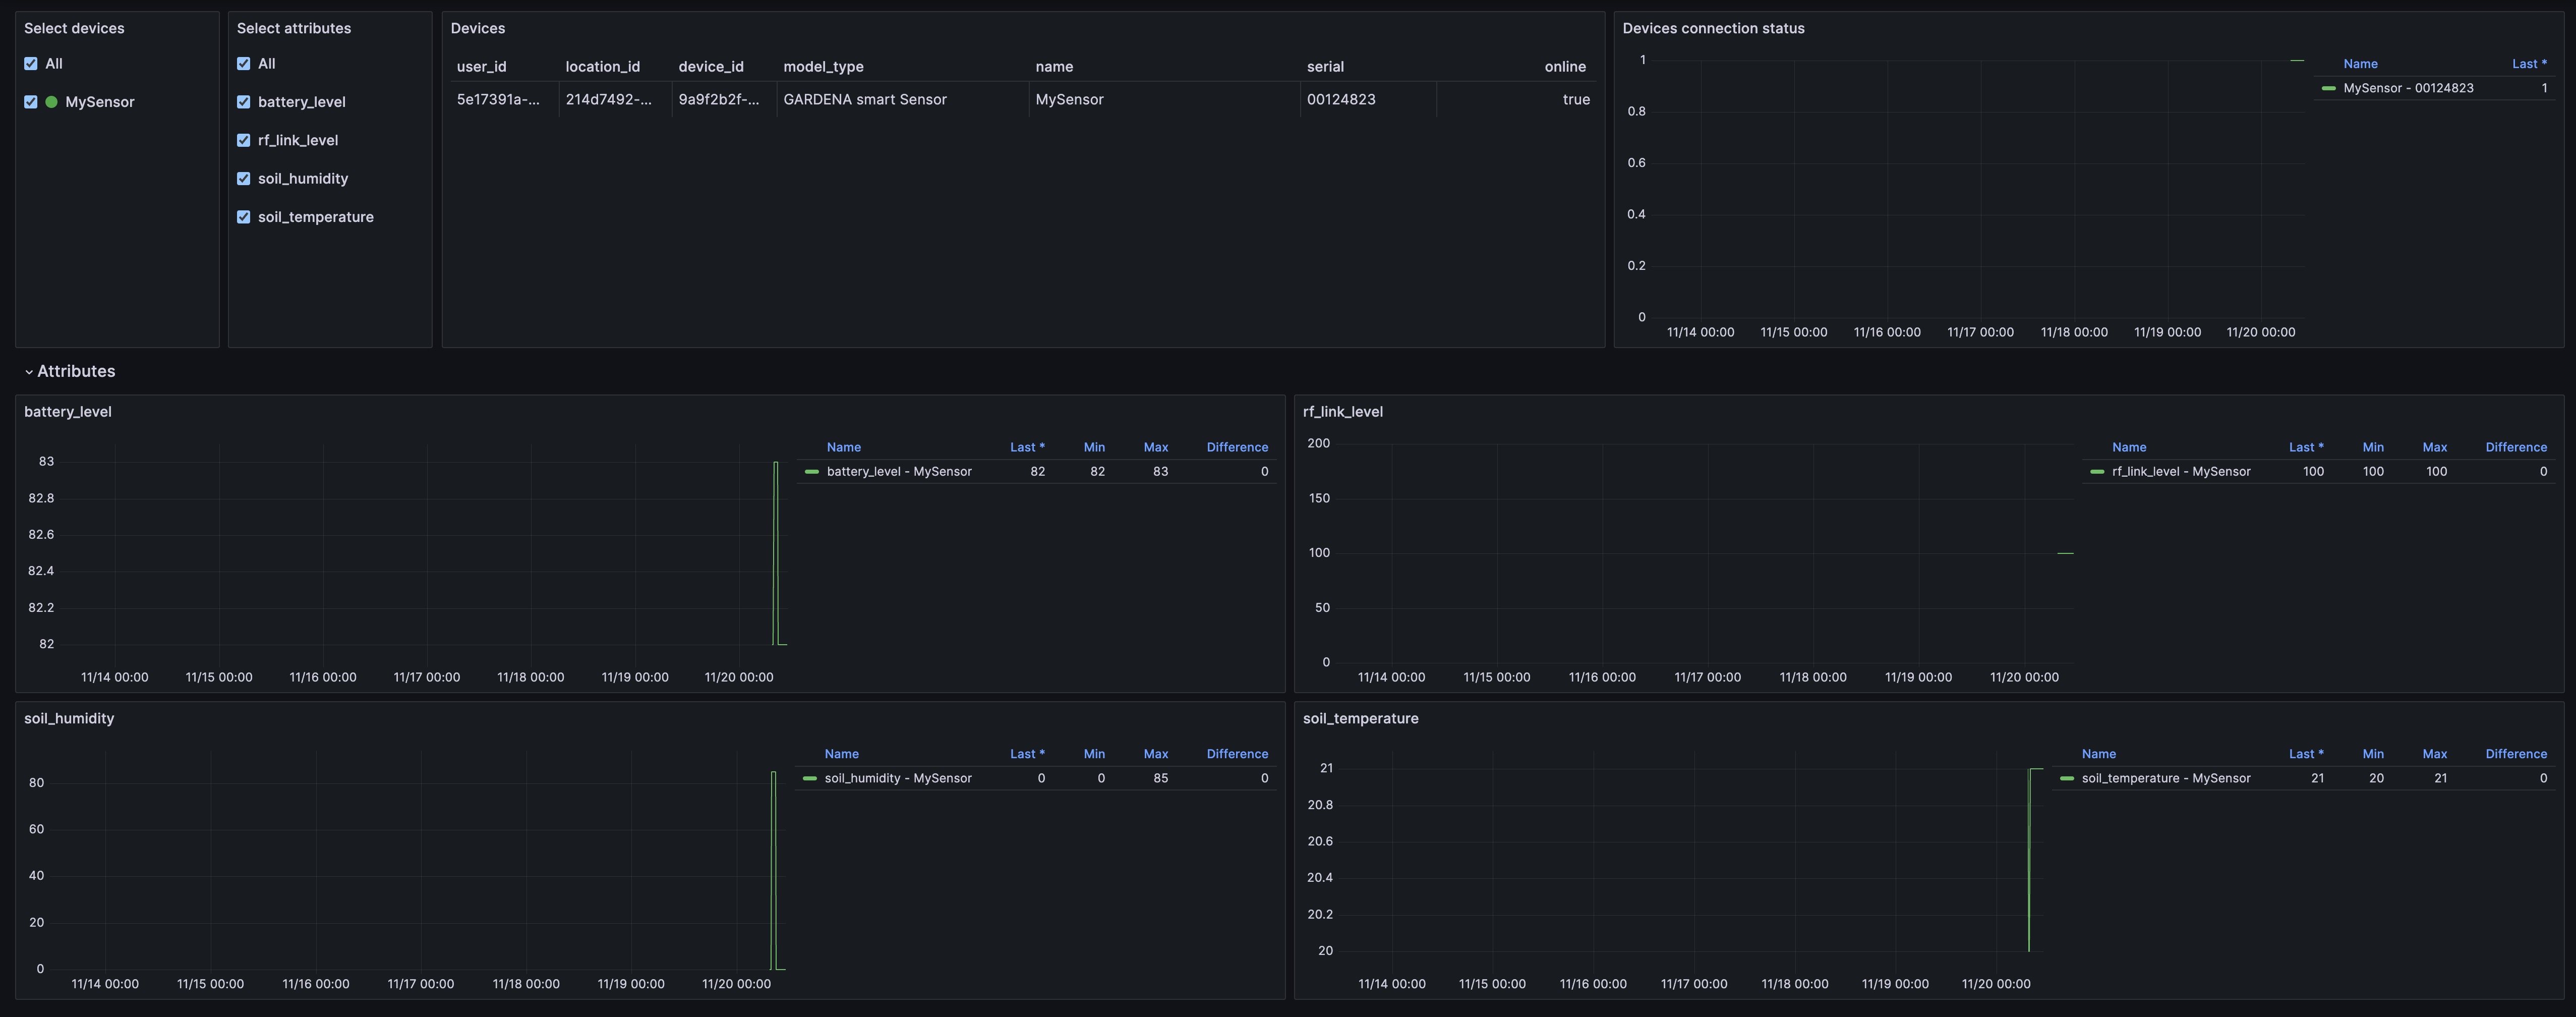 Select devices
All
MySensor
Select attributes
All
battery_level
rf_link_level
soil_humidity
soil_temperature
Devices
user_id location_id device_id model_type name serial online
5e17391a-... 214d7492-... 9a9f2b2f-... GARDENA smart Sensor MySensor 00124823 true
Devices connection status
1
0.8
0.6
0.4
0.2
0
11/14 00:00 11/15 00:00 11/16 00:00 11/17 00:00 11/18 00:00 11/19 00:00 11/20 00:00
Name Last *
MySensor - 00124823 1
Attributes
battery_level
83
82.8
82.6
82.4
82.2
82
11/14 00:00 11/15 00:00 11/16 00:00 11/17 00:00 11/18 00:00 11/19 00:00 11/20 00:00
Name Last * Min Max Difference
battery_level - MySensor 82 82 83 0
rf_link_level
200
150
100
50
0
11/14 00:00 11/15 00:00 11/16 00:00 11/17 00:00 11/18 00:00 11/19 00:00 11/20 00:00
Name Last * Min Max Difference
rf_link_level - MySensor 100 100 100 0
soil_humidity
80
60
40
20
0
11/14 00:00 11/15 00:00 11/16 00:00 11/17 00:00 11/18 00:00 11/19 00:00 11/20 00:00
Name Last * Min Max Difference
soil_humidity - MySensor 0 0 85 0
soil_temperature
21
20.8
20.6
20.4
20.2
20
11/14 00:00 11/15 00:00 11/16 00:00 11/17 00:00 11/18 00:00 11/19 00:00 11/20 00:00
Name Last * Min Max Difference
soil_temperature - MySensor 21 20 21 0